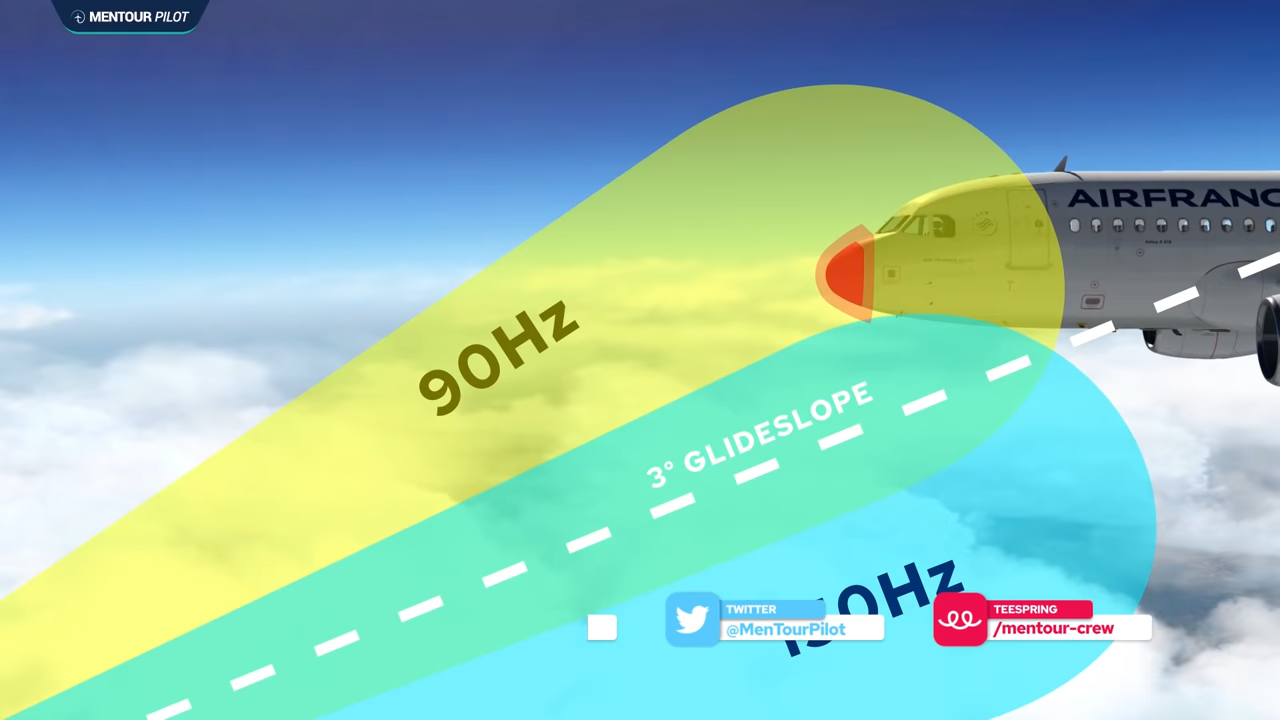 MENTOUR PILOT
AIRFRANC
90Hz
3° GLIDESLOPE
TWITTER
@MenTourPilot
TEESPRING
/mentour-crew